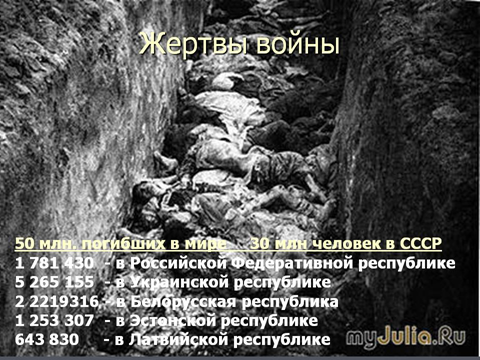 Жертвы войны
50 млн. погибших в мире 30 млн человек в СССР
1 781 430 - в Российской Федеративной республике
5 265 155 - в Украинской республике
2 2219316 - в Белорусская республика
1 253 307 - в Эстонской республике
643 830 - в Латвийской республике
myJulia.Ru